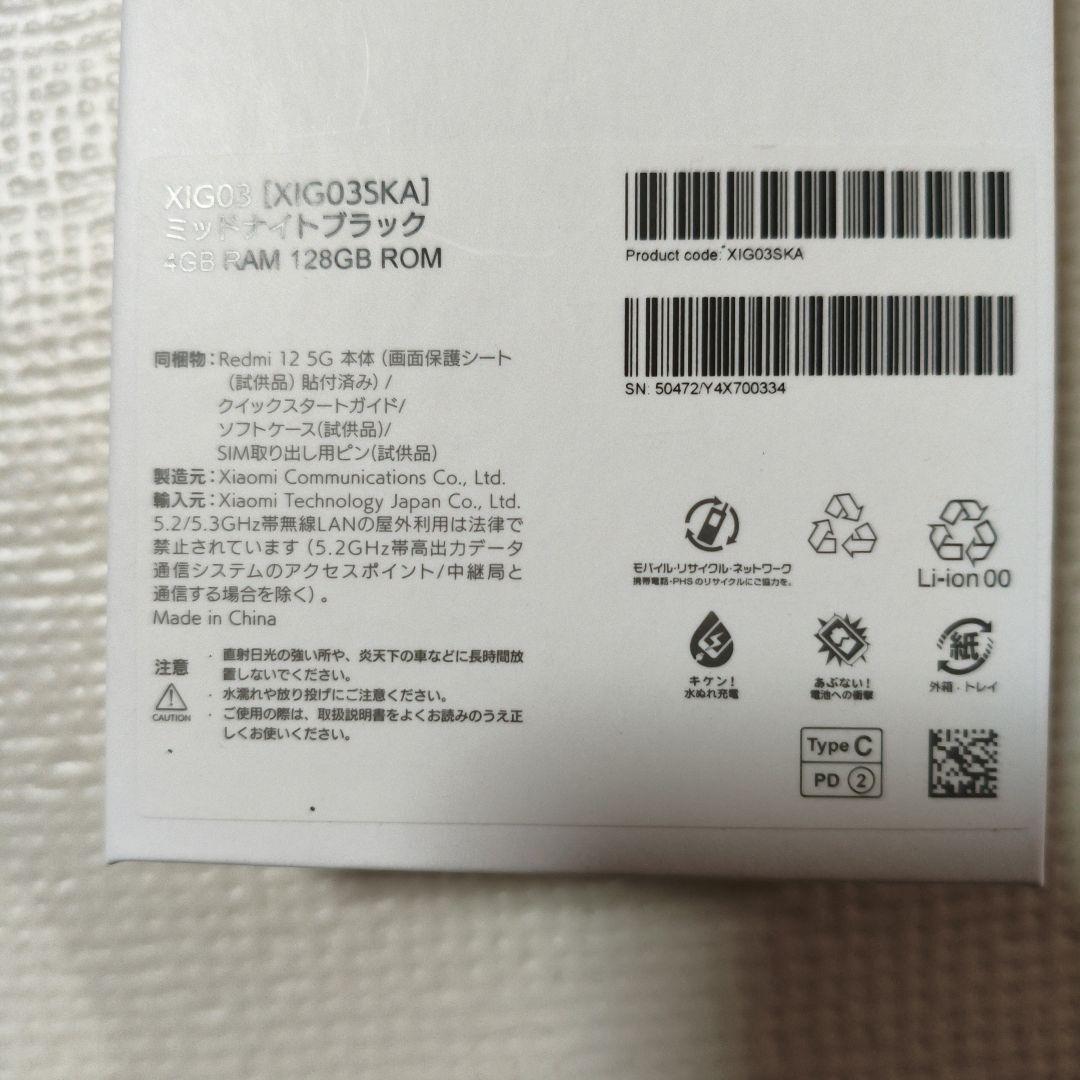 XIG03 [XIG03SKA]
ミッドナイトブラック
4GB RAM 128GB ROM
Product code: XIG03SKA
SN: 50472/Y4X700334
同梱物：Redmi 12 5G 本体（画面保護シート
（試供品）貼付済み）/
クイックスタートガイド/
ソフトケース(試供品)/
SIM取り出し用ピン(試供品)
製造元：Xiaomi Communications Co., Ltd.
輸入元：Xiaomi Technology Japan Co., Ltd.
5.2/5.3GHz帯無線LANの屋外利用は法律で
禁止されています（5.2GHz帯高出力データ
通信システムのアクセスポイント/中継局と
通信する場合を除く）。
Made in China
注意
CAUTION
・直射日光の強い所や、炎天下の車などに長時間放
置しないでください。
・水濡れや放り投げにご注意ください。
・ご使用の際は、取扱説明書をよくお読みのうえ正
しくお使いください。
モバイル・リサイクル・ネットワーク
携帯電話・PHSのリサイクルにご協力を。
Li-ion 00
キケン！
水ぬれ充電
あぶない！
電池への衝撃
紙
外箱・トレイ
Type C
PD 2